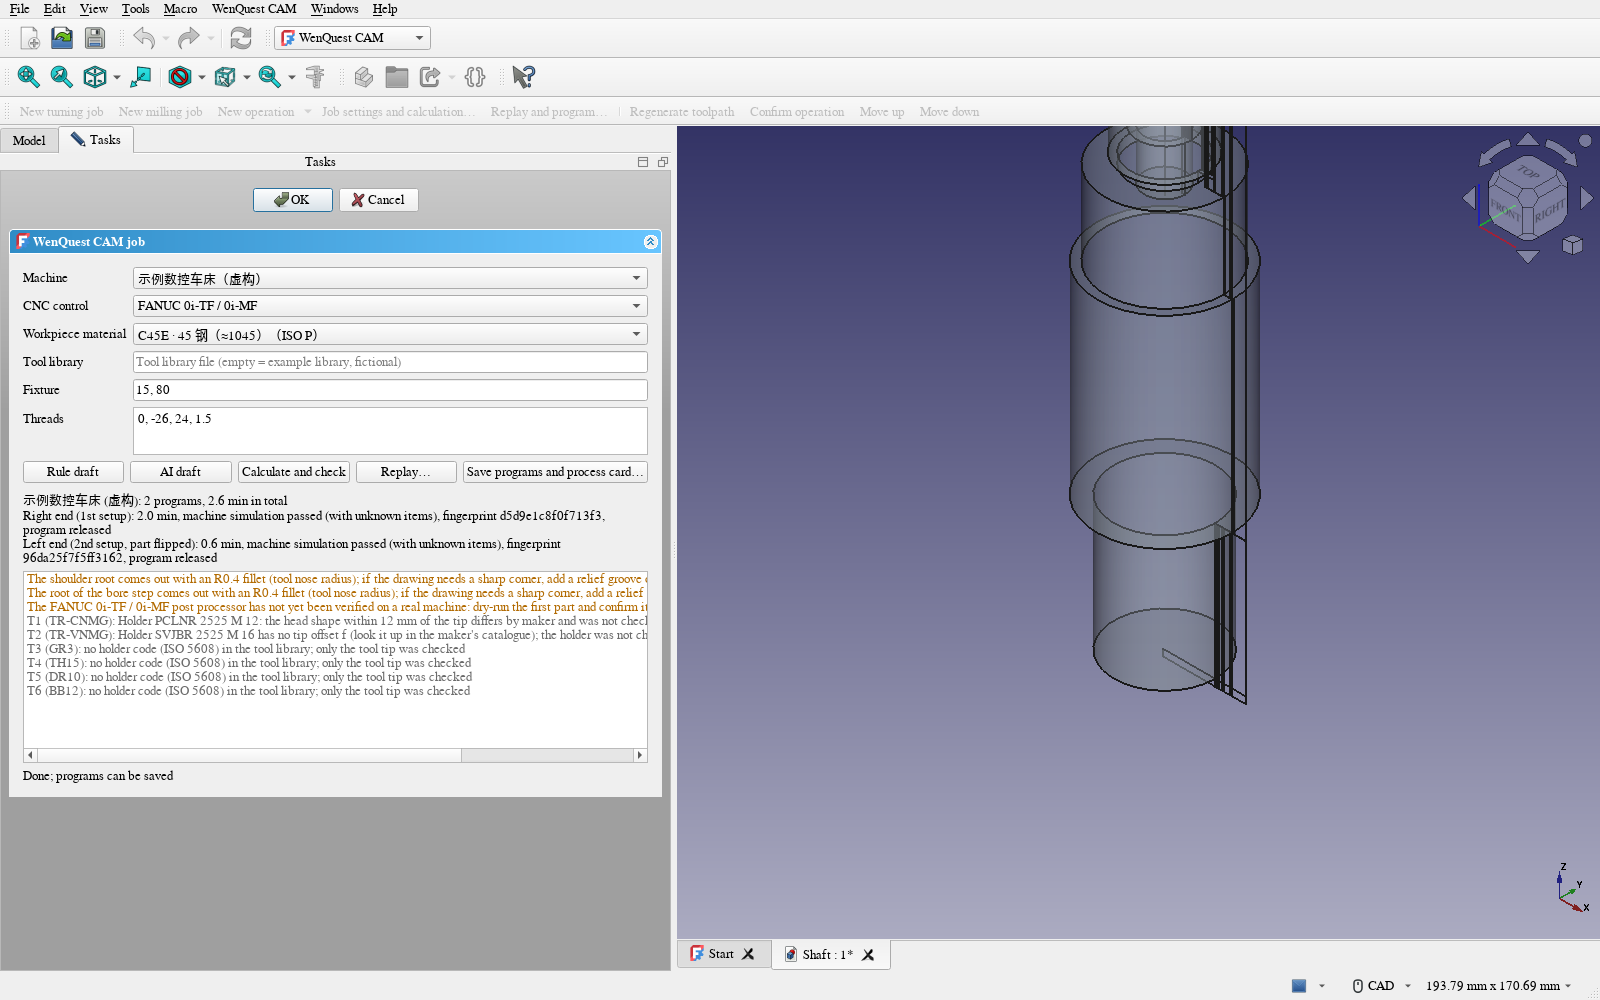 File Edit View Tools Macro WenQuest CAM Windows Help
WenQuest CAM
New turning job New milling job New operation Job settings and calculation… Replay and program… Regenerate toolpath Confirm operation Move up Move down
Model Tasks
Tasks
OK Cancel
WenQuest CAM job
Machine 示例数控车床（虚构）
CNC control FANUC 0i-TF / 0i-MF
Workpiece material C45E · 45 钢（≈1045）（ISO P）
Tool library Tool library file (empty = example library, fictional)
Fixture 15, 80
Threads 0, -26, 24, 1.5
Rule draft AI draft Calculate and check Replay… Save programs and process card…
示例数控车床 (虚构): 2 programs, 2.6 min in total
Right end (1st setup): 2.0 min, machine simulation passed (with unknown items), fingerprint d5d9e1c8f0f713f3,
program released
Left end (2nd setup, part flipped): 0.6 min, machine simulation passed (with unknown items), fingerprint
96da25f7f5ff3162, program released
The shoulder root comes out with an R0.4 fillet (tool nose radius); if the drawing needs a sharp corner, add a relief groove
The root of the bore step comes out with an R0.4 fillet (tool nose radius); if the drawing needs a sharp corner, add a relief
The FANUC 0i-TF / 0i-MF post processor has not yet been verified on a real machine: dry-run the first part and confirm it
T1 (TR-CNMG): Holder PCLNR 2525 M 12: the head shape within 12 mm of the tip differs by maker and was not
T2 (TR-VNMG): Holder SVJBR 2525 M 16 has no tip offset f (look it up in the maker's catalogue); the holder was not
T3 (GR3): no holder code (ISO 5608) in the tool library; only the tool tip was checked
T4 (TH15): no holder code (ISO 5608) in the tool library; only the tool tip was checked
T5 (DR10): no holder code (ISO 5608) in the tool library; only the tool tip was checked
T6 (BB12): no holder code (ISO 5608) in the tool library; only the tool tip was checked
Done; programs can be saved
TOP
FRONT RIGHT
Z
Y
X
Start Shaft : 1*
CAD 193.79 mm x 170.69 mm